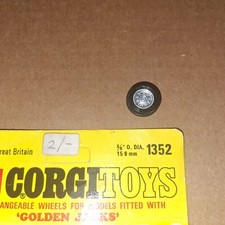 reat Britain
2/-
⅝" O. DIA.
15·8 mm
1352
CORGI TOYS
ANGEABLE WHEELS FOR MODELS FITTED WITH
'GOLDEN JACKS'